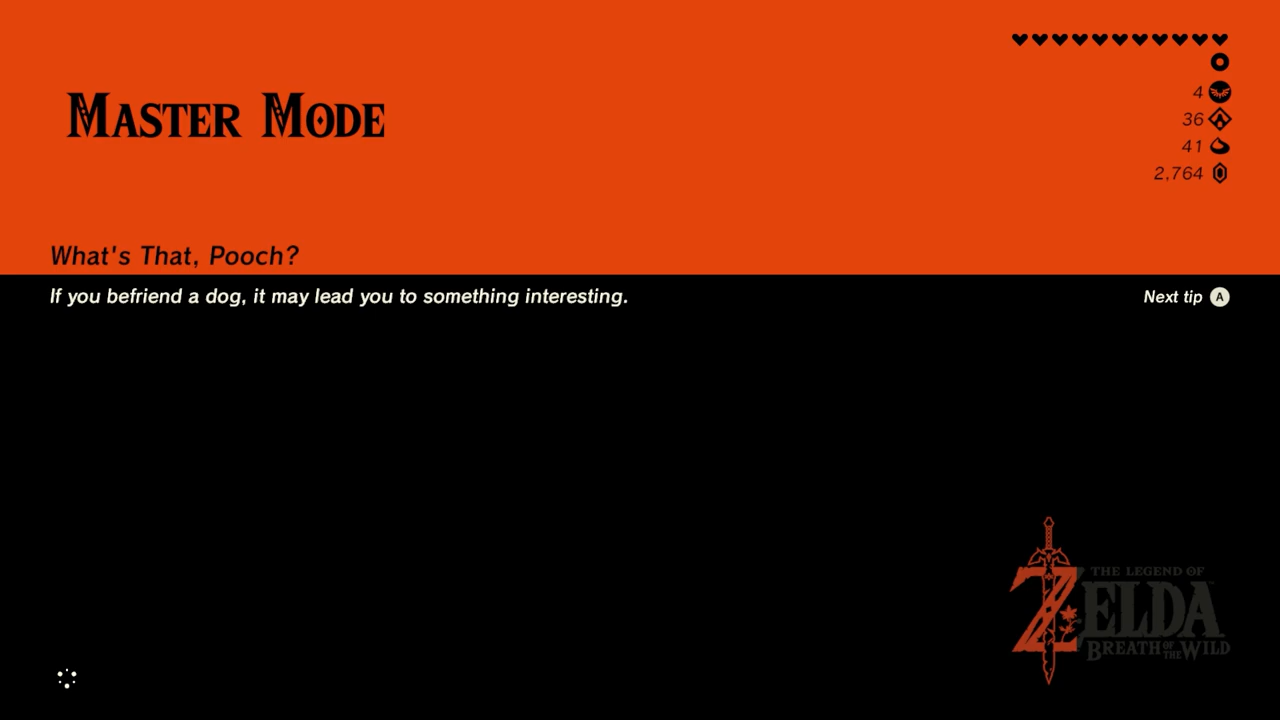 Master Mode
4
36
41
2,764
What's That, Pooch?
If you befriend a dog, it may lead you to something interesting.
Next tip A
THE LEGEND OF
ZELDA
BREATH OF THE WILD